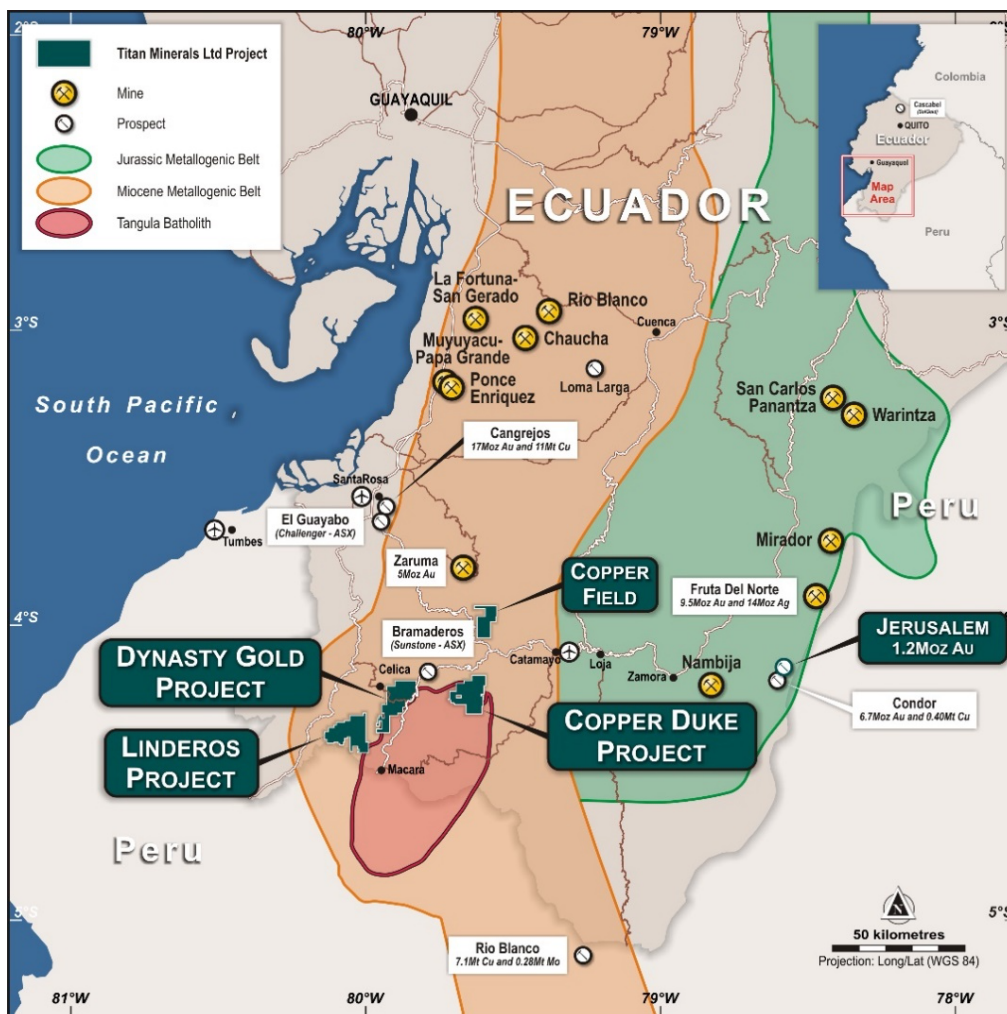 2°S
80°W
79°W
Titan Minerals Ltd Project
Mine
Prospect
Jurassic Metallogenic Belt
Miocene Metallogenic Belt
Tangula Batholith
GUAYAQUIL
ECUADOR
Colombia
Cascabel
(SolGold)
QUITO
Ecuador
Guayaquel
Map
Area
Peru
3°S
3°S
La Fortuna-
San Gerado
Rio Blanco
Chaucha
Cuenca
Muyuyacu-
Papa Grande
Ponce
Enriquez
Loma Larga
San Carlos
Panantza
Warintza
South Pacific
Ocean
Cangrejos
17Moz Au and 11Mt Cu
SantaRosa
El Guayabo
(Challenger - ASX)
Tumbes
Peru
Mirador
Zaruma
5Moz Au
COPPER
FIELD
Fruta Del Norte
9.5Moz Au and 14Moz Ag
4°S
4°S
JERUSALEM
1.2MOZ AU
Bramaderos
(Sunstone - ASX)
Catamayo
Loja
Zamora
Nambija
DYNASTY GOLD
PROJECT
Celica
Condor
6.7Moz Au and 0.40Mt Cu
COPPER DUKE
PROJECT
LINDEROS
PROJECT
Macará
Peru
5°S
5°S
N
50 kilometres
Projection: Long/Lat (WGS 84)
Rio Blanco
7.1Mt Cu and 0.28Mt Mo
81°W
80°W
79°W
78°W